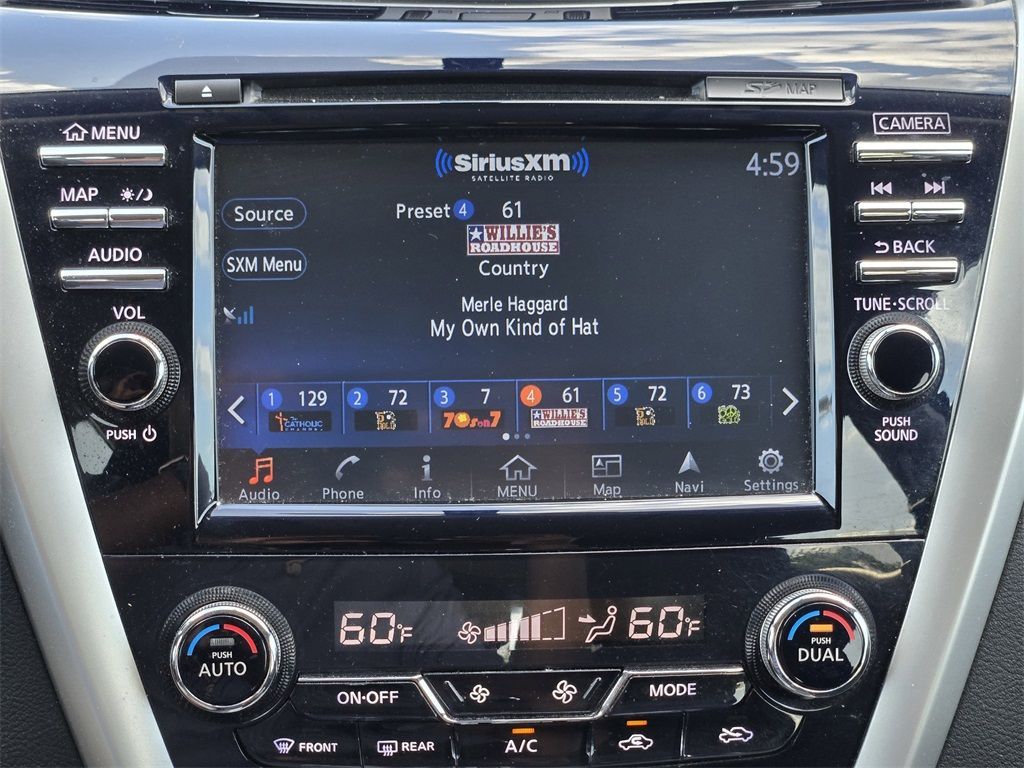 MAP
MENU
CAMERA
MAP
SiriusXM
SATELLITE RADIO
4:59
Source
Preset 4 61
AUDIO
WILLIE'S
ROADHOUSE
BACK
SXM Menu
Country
VOL
Merle Haggard
My Own Kind of Hat
TUNE·SCROLL
PUSH
1 129 2 72 3 7 4 61 5 72 6 73
The CATHOLIC CHANNEL 7os on 7 WILLIE'S ROADHOUSE
PUSH
SOUND
Audio Phone Info MENU Map Navi Settings
60°F 60°F
PUSH
AUTO
PUSH
DUAL
ON·OFF MODE
FRONT REAR A/C